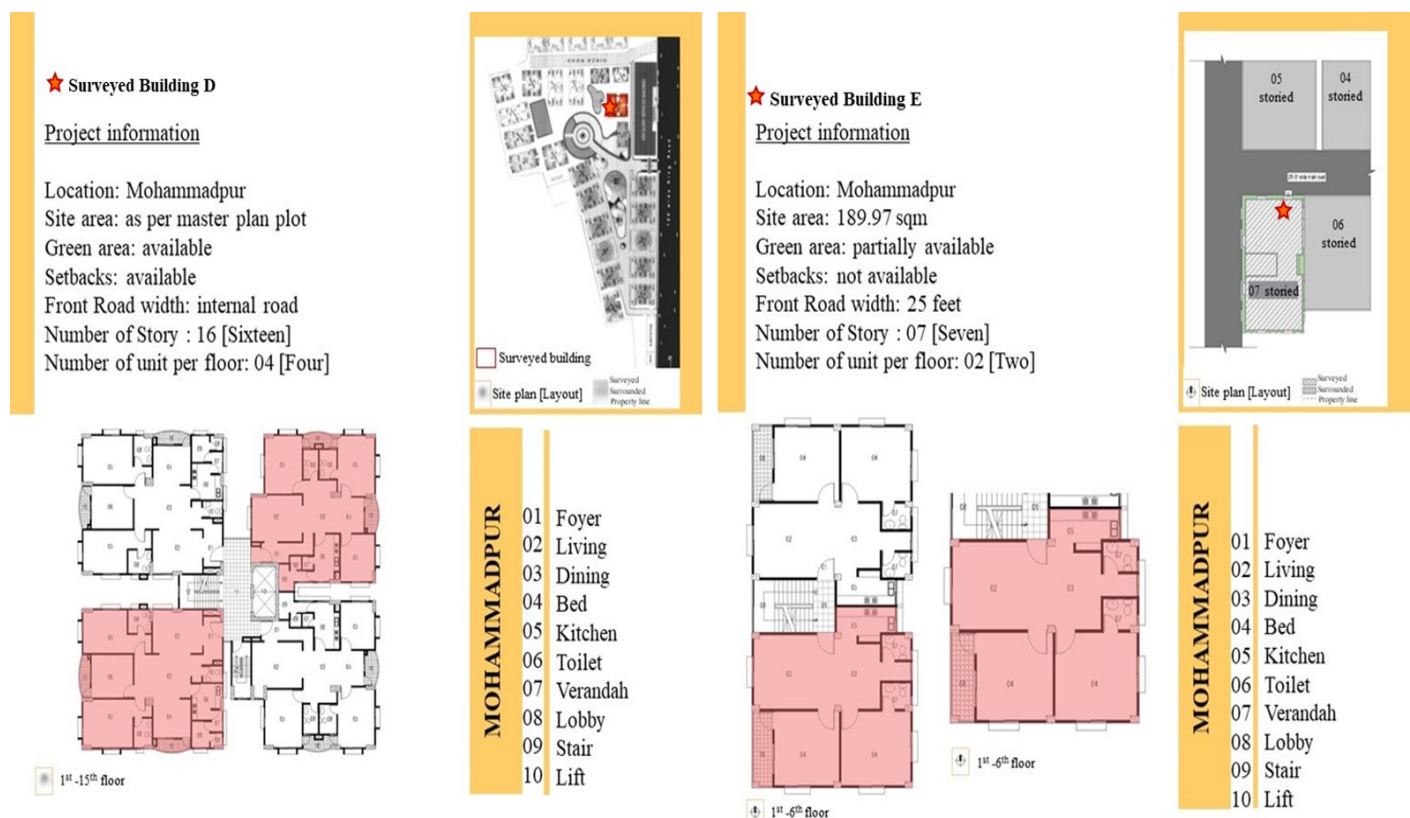 Surveyed Building D
Project information
Location: Mohammadpur
Site area: as per master plan plot
Green area: available
Setbacks: available
Front Road width: internal road
Number of Story : 16 [Sixteen]
Number of unit per floor: 04 [Four]
Surveyed building
Site plan [Layout]
Surveyed
Surrounded
Property line
1st -15th floor
MOHAMMADPUR
01 Foyer
02 Living
03 Dining
04 Bed
05 Kitchen
06 Toilet
07 Verandah
08 Lobby
09 Stair
10 Lift
Surveyed Building E
Project information
Location: Mohammadpur
Site area: 189.97 sqm
Green area: partially available
Setbacks: not available
Front Road width: 25 feet
Number of Story : 07 [Seven]
Number of unit per floor: 02 [Two]
05
storied
04
storied
06
storied
07 storied
Site plan [Layout]
Surveyed
Surrounded
Property line
1st -6th floor
1st -6th floor
MOHAMMADPUR
01 Foyer
02 Living
03 Dining
04 Bed
05 Kitchen
06 Toilet
07 Verandah
08 Lobby
09 Stair
10 Lift